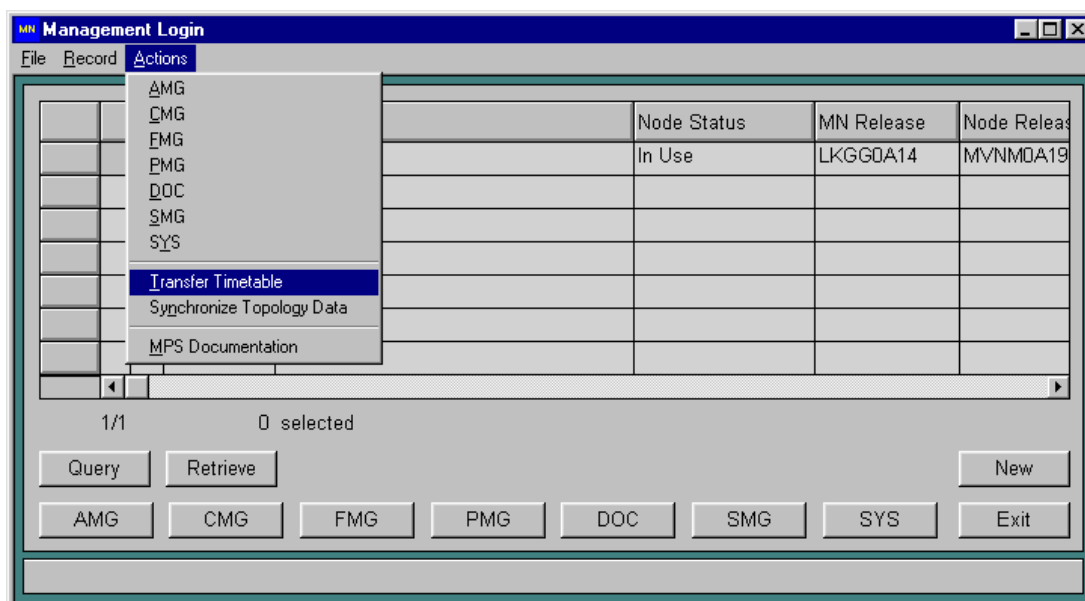 MN Management Login
File Record Actions
AMG
CMG
FMG
PMG
DOC
SMG
SYS
Transfer Timetable
Synchronize Topology Data
MPS Documentation
Node Status MN Release Node Releas
In Use LKGG0A14 MVNM0A19
1/1 0 selected
Query Retrieve New
AMG CMG FMG PMG DOC SMG SYS Exit